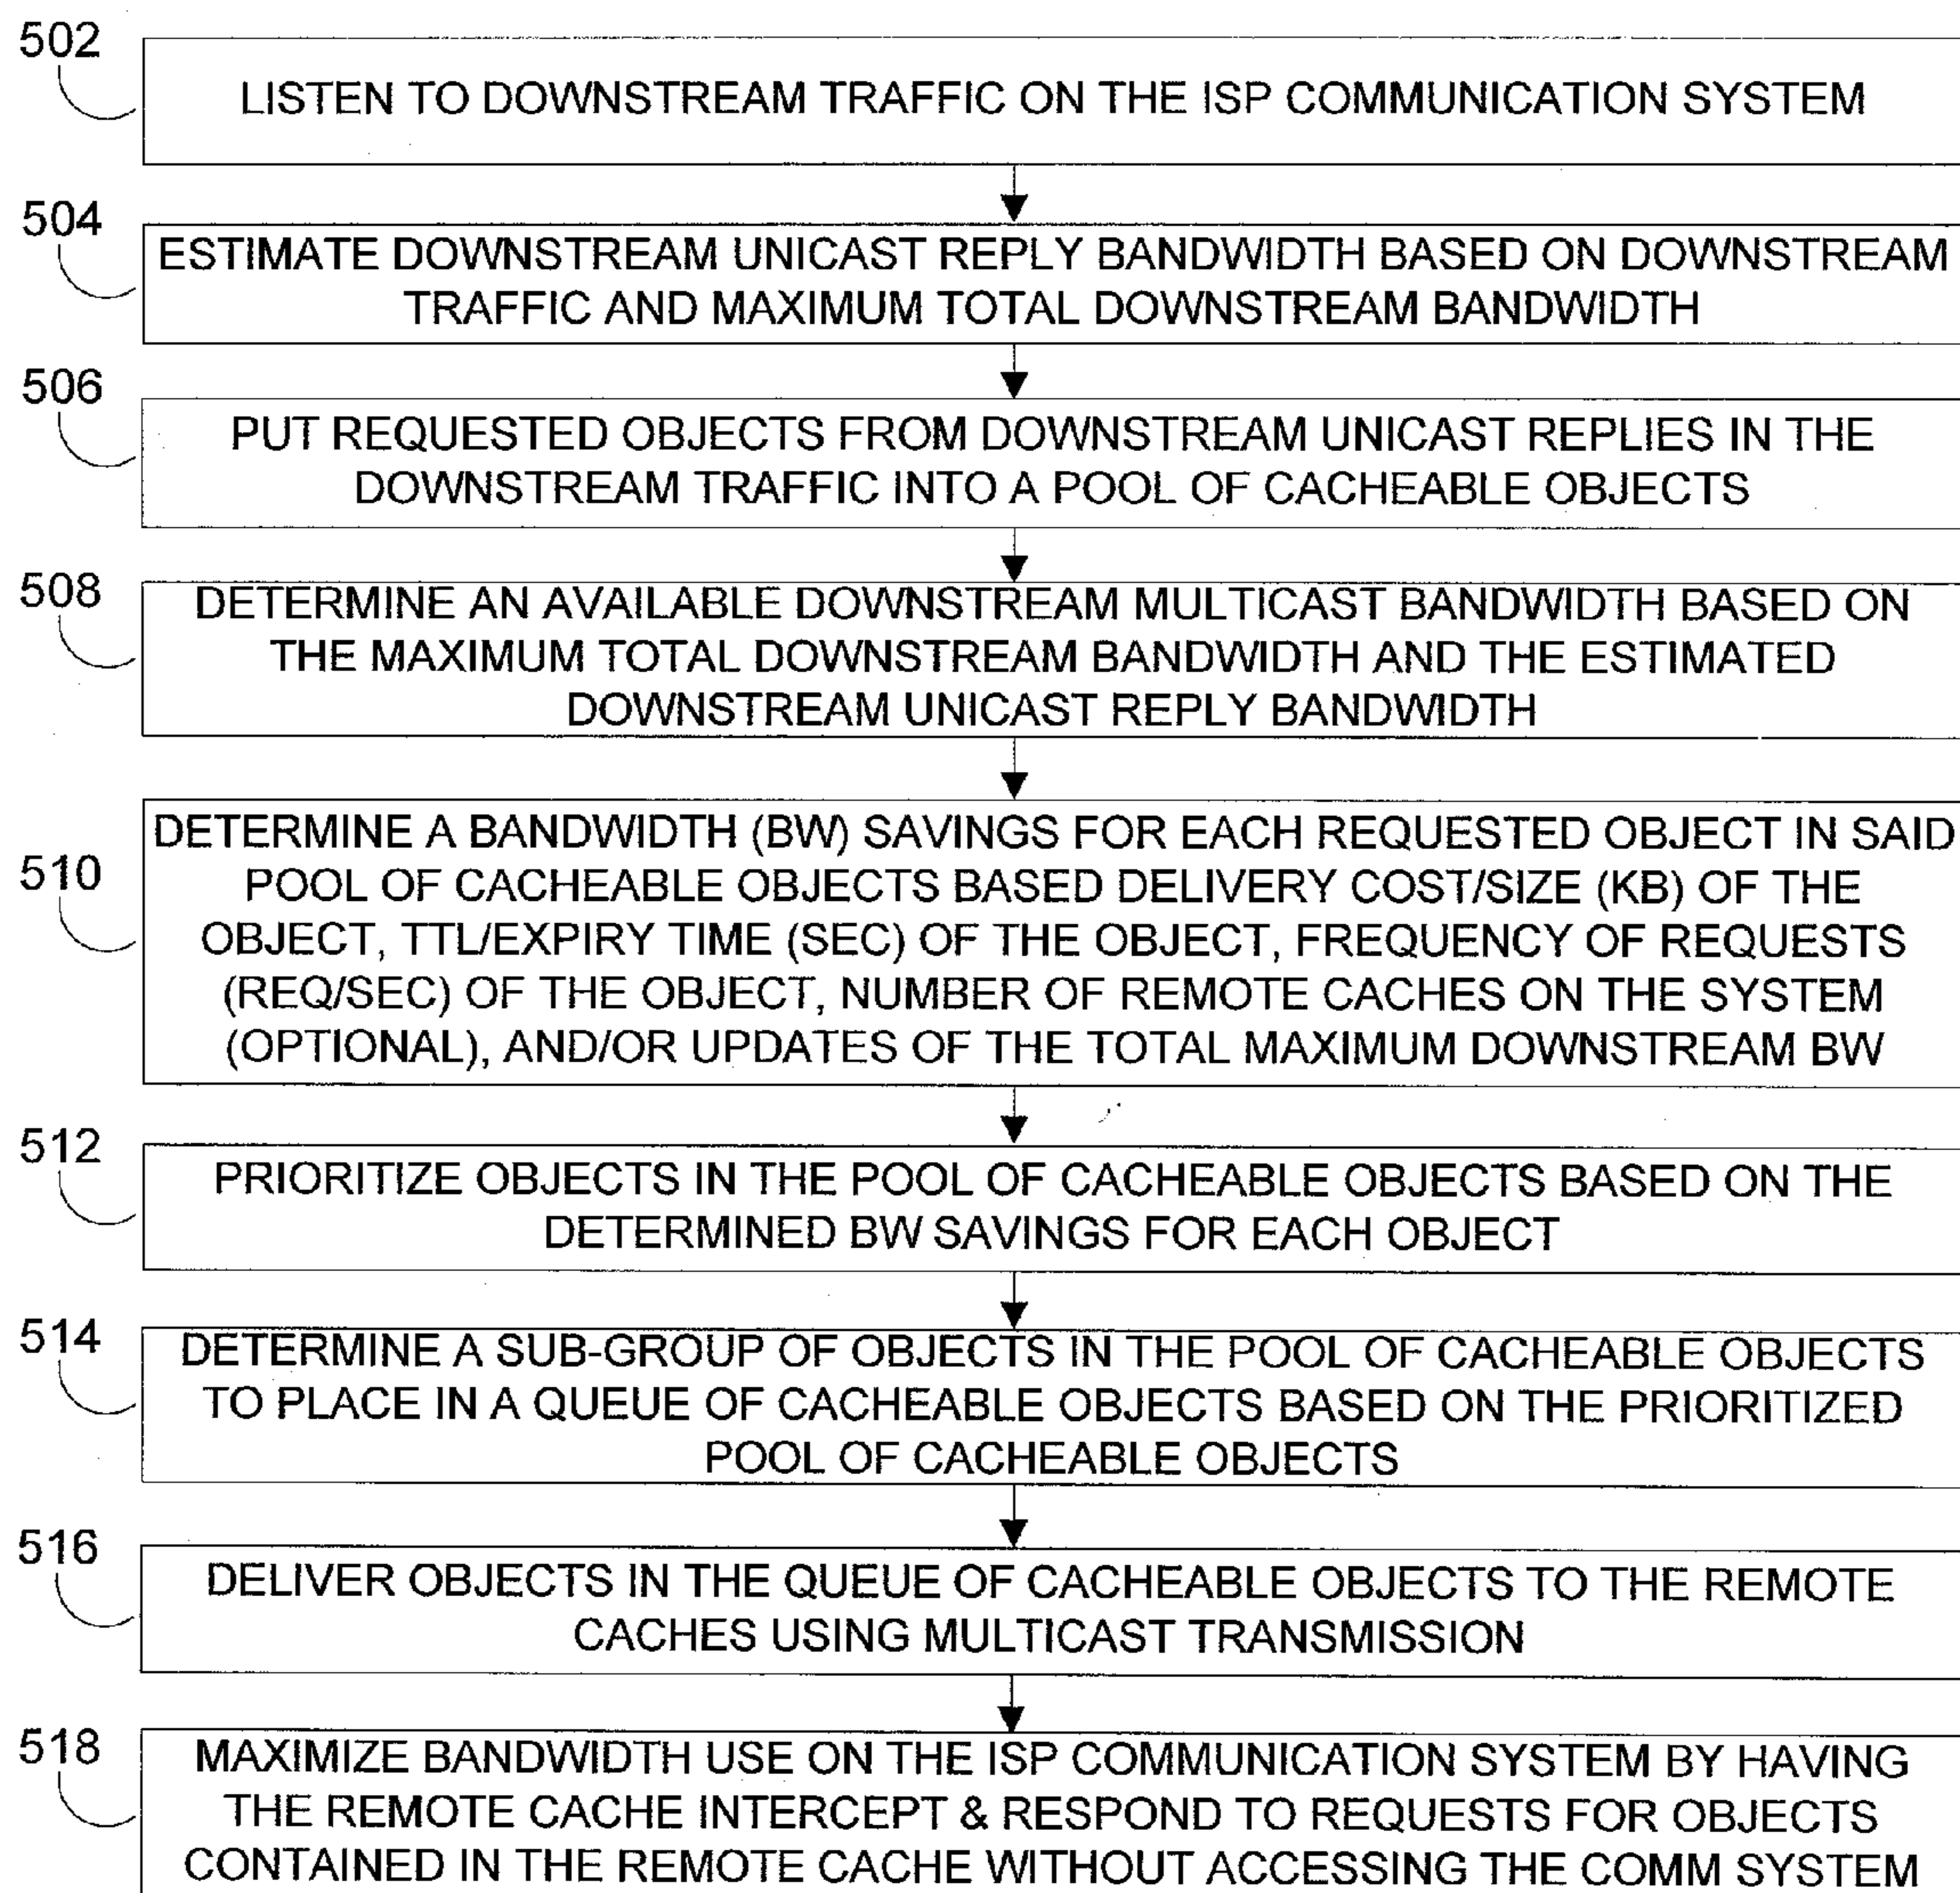 502
LISTEN TO DOWNSTREAM TRAFFIC ON THE ISP COMMUNICATION SYSTEM
504
ESTIMATE DOWNSTREAM UNICAST REPLY BANDWIDTH BASED ON DOWNSTREAM
TRAFFIC AND MAXIMUM TOTAL DOWNSTREAM BANDWIDTH
506
PUT REQUESTED OBJECTS FROM DOWNSTREAM UNICAST REPLIES IN THE
DOWNSTREAM TRAFFIC INTO A POOL OF CACHEABLE OBJECTS
508
DETERMINE AN AVAILABLE DOWNSTREAM MULTICAST BANDWIDTH BASED ON
THE MAXIMUM TOTAL DOWNSTREAM BANDWIDTH AND THE ESTIMATED
DOWNSTREAM UNICAST REPLY BANDWIDTH
510
DETERMINE A BANDWIDTH (BW) SAVINGS FOR EACH REQUESTED OBJECT IN SAID
POOL OF CACHEABLE OBJECTS BASED DELIVERY COST/SIZE (KB) OF THE
OBJECT, TTL/EXPIRY TIME (SEC) OF THE OBJECT, FREQUENCY OF REQUESTS
(REQ/SEC) OF THE OBJECT, NUMBER OF REMOTE CACHES ON THE SYSTEM
(OPTIONAL), AND/OR UPDATES OF THE TOTAL MAXIMUM DOWNSTREAM BW
512
PRIORITIZE OBJECTS IN THE POOL OF CACHEABLE OBJECTS BASED ON THE
DETERMINED BW SAVINGS FOR EACH OBJECT
514
DETERMINE A SUB-GROUP OF OBJECTS IN THE POOL OF CACHEABLE OBJECTS
TO PLACE IN A QUEUE OF CACHEABLE OBJECTS BASED ON THE PRIORITIZED
POOL OF CACHEABLE OBJECTS
516
DELIVER OBJECTS IN THE QUEUE OF CACHEABLE OBJECTS TO THE REMOTE
CACHES USING MULTICAST TRANSMISSION
518
MAXIMIZE BANDWIDTH USE ON THE ISP COMMUNICATION SYSTEM BY HAVING
THE REMOTE CACHE INTERCEPT & RESPOND TO REQUESTS FOR OBJECTS
CONTAINED IN THE REMOTE CACHE WITHOUT ACCESSING THE COMM SYSTEM